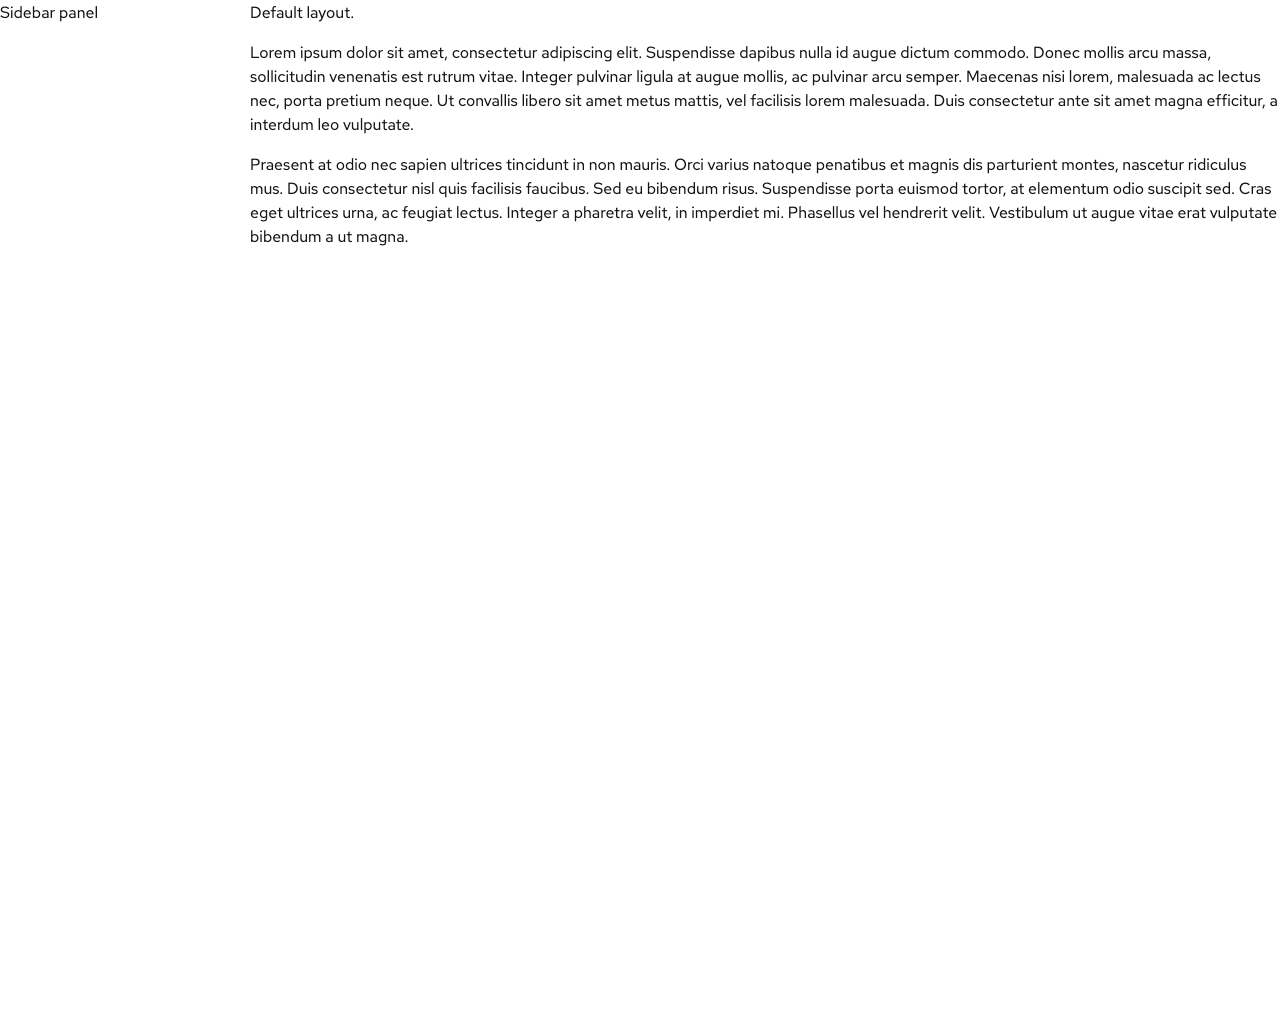 Sidebar panel
Default layout.
Lorem ipsum dolor sit amet, consectetur adipiscing elit. Suspendisse dapibus nulla id augue dictum commodo. Donec mollis arcu massa,
sollicitudin venenatis est rutrum vitae. Integer pulvinar ligula at augue mollis, ac pulvinar arcu semper. Maecenas nisi lorem, malesuada ac lectus
nec, porta pretium neque. Ut convallis libero sit amet metus mattis, vel facilisis lorem malesuada. Duis consectetur ante sit amet magna efficitur, a
interdum leo vulputate.
Praesent at odio nec sapien ultrices tincidunt in non mauris. Orci varius natoque penatibus et magnis dis parturient montes, nascetur ridiculus
mus. Duis consectetur nisl quis facilisis faucibus. Sed eu bibendum risus. Suspendisse porta euismod tortor, at elementum odio suscipit sed. Cras
eget ultrices urna, ac feugiat lectus. Integer a pharetra velit, in imperdiet mi. Phasellus vel hendrerit velit. Vestibulum ut augue vitae erat vulputate
bibendum a ut magna.